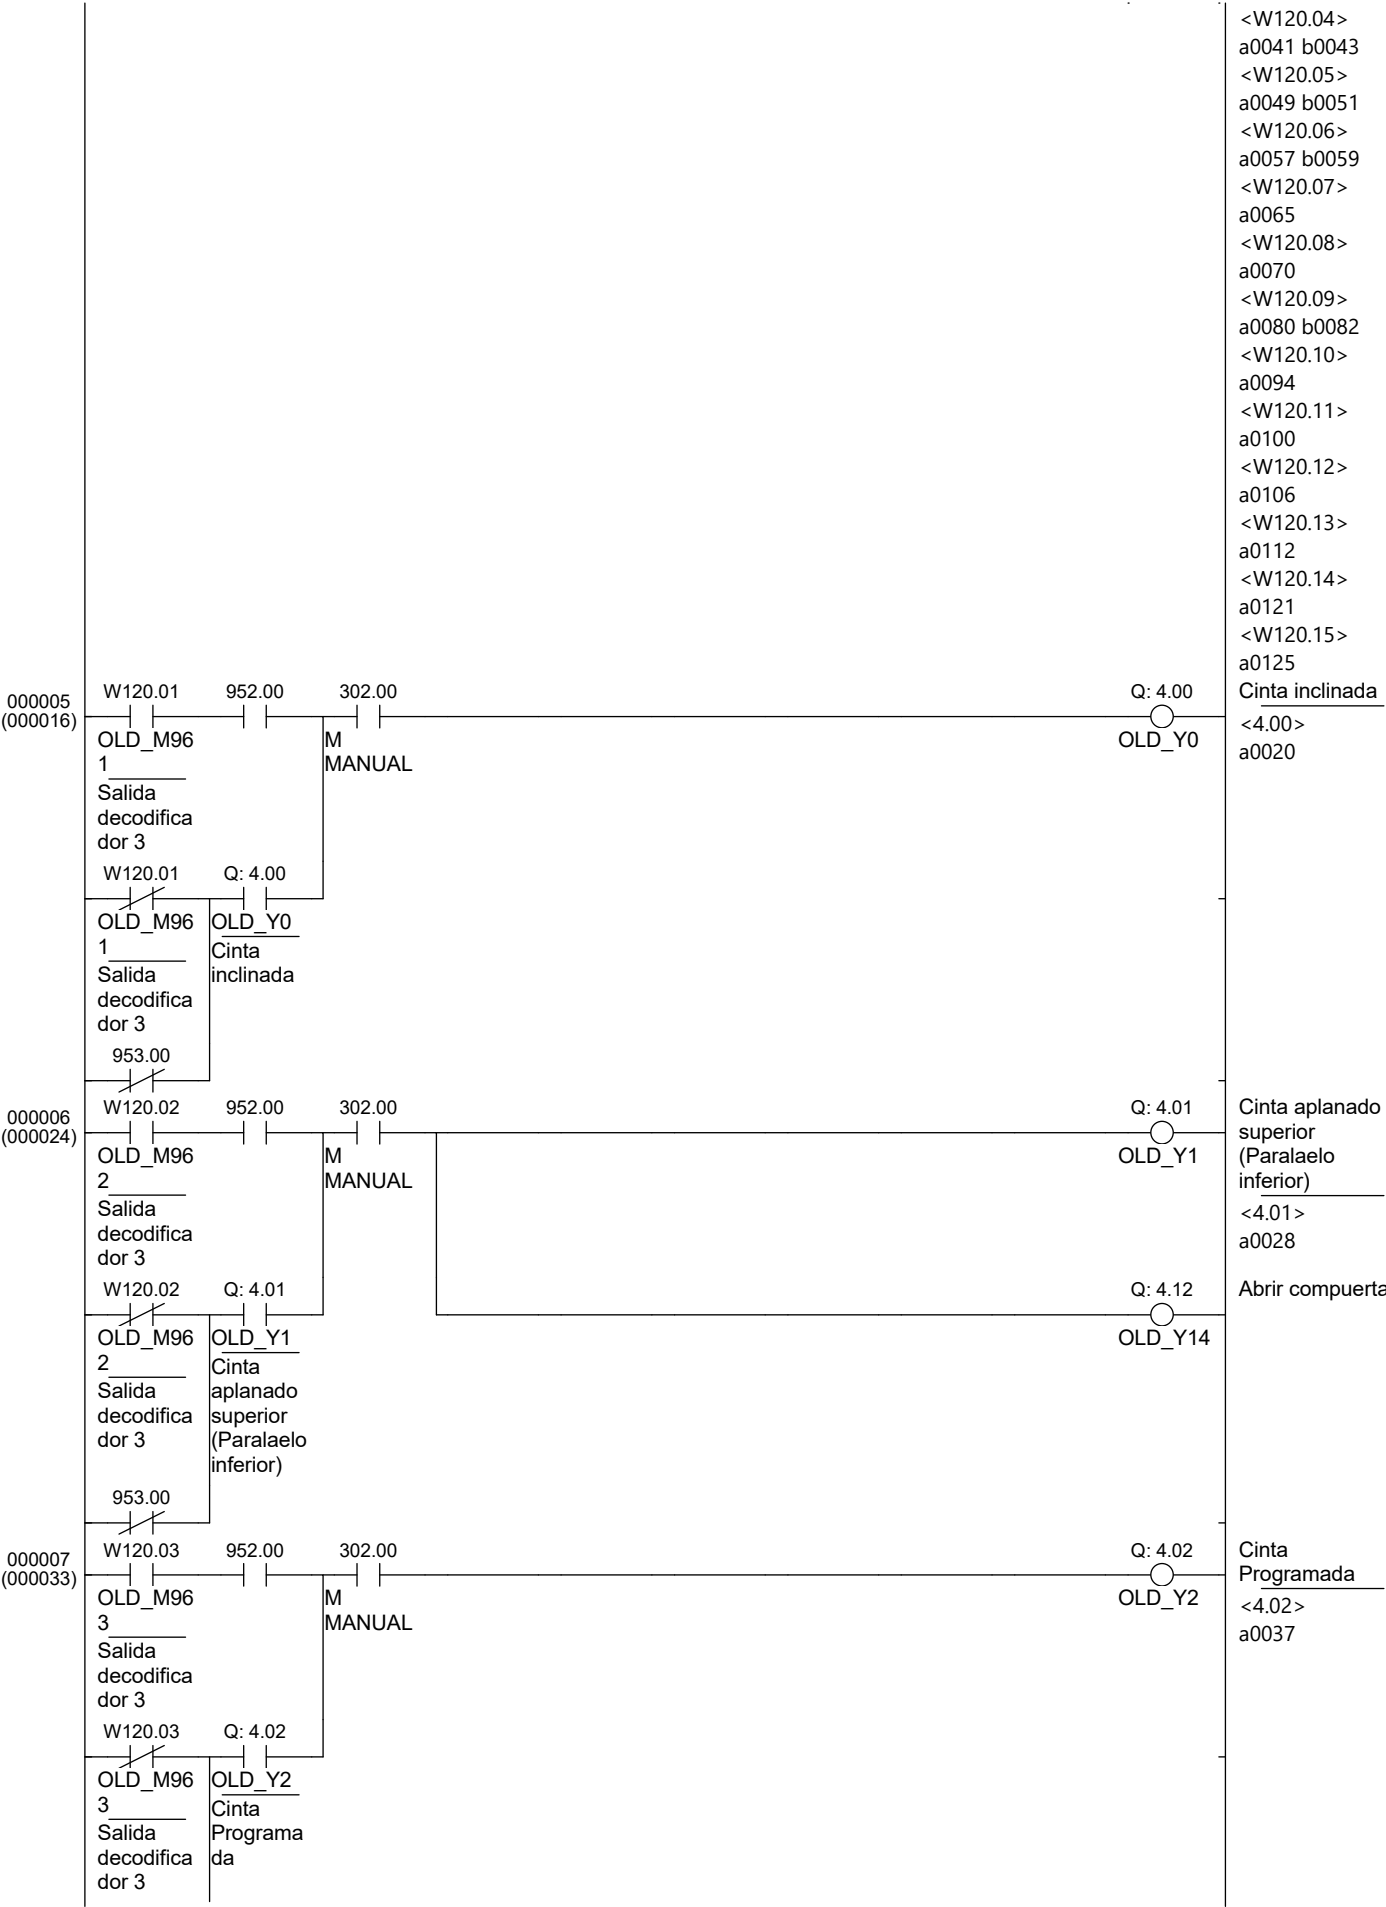 <W120.04>
a0041 b0043
<W120.05>
a0049 b0051
<W120.06>
a0057 b0059
<W120.07>
a0065
<W120.08>
a0070
<W120.09>
a0080 b0082
<W120.10>
a0094
<W120.11>
a0100
<W120.12>
a0106
<W120.13>
a0112
<W120.14>
a0121
<W120.15>
a0125
000005
(000016)
W120.01 952.00 302.00 Q: 4.00
OLD_M96
1
M
MANUAL
OLD_Y0
Salida
decodifica
dor 3
Cinta inclinada
<4.00>
a0020
W120.01 Q: 4.00
OLD_M96
1
OLD_Y0
Salida
decodifica
dor 3
Cinta
inclinada
953.00
000006
(000024)
W120.02 952.00 302.00 Q: 4.01
OLD_M96
2
M
MANUAL
OLD_Y1
Salida
decodifica
dor 3
Cinta aplanado
superior
(Paralaelo
inferior)
<4.01>
a0028
W120.02 Q: 4.01 Q: 4.12
OLD_M96
2
OLD_Y1
OLD_Y14
Abrir compuerta
Salida
decodifica
dor 3
Cinta
aplanado
superior
(Paralaelo
inferior)
953.00
000007
(000033)
W120.03 952.00 302.00 Q: 4.02
OLD_M96
3
M
MANUAL
OLD_Y2
Salida
decodifica
dor 3
Cinta
Programada
<4.02>
a0037
W120.03 Q: 4.02
OLD_M96
3
OLD_Y2
Salida
decodifica
dor 3
Cinta
Programa
da